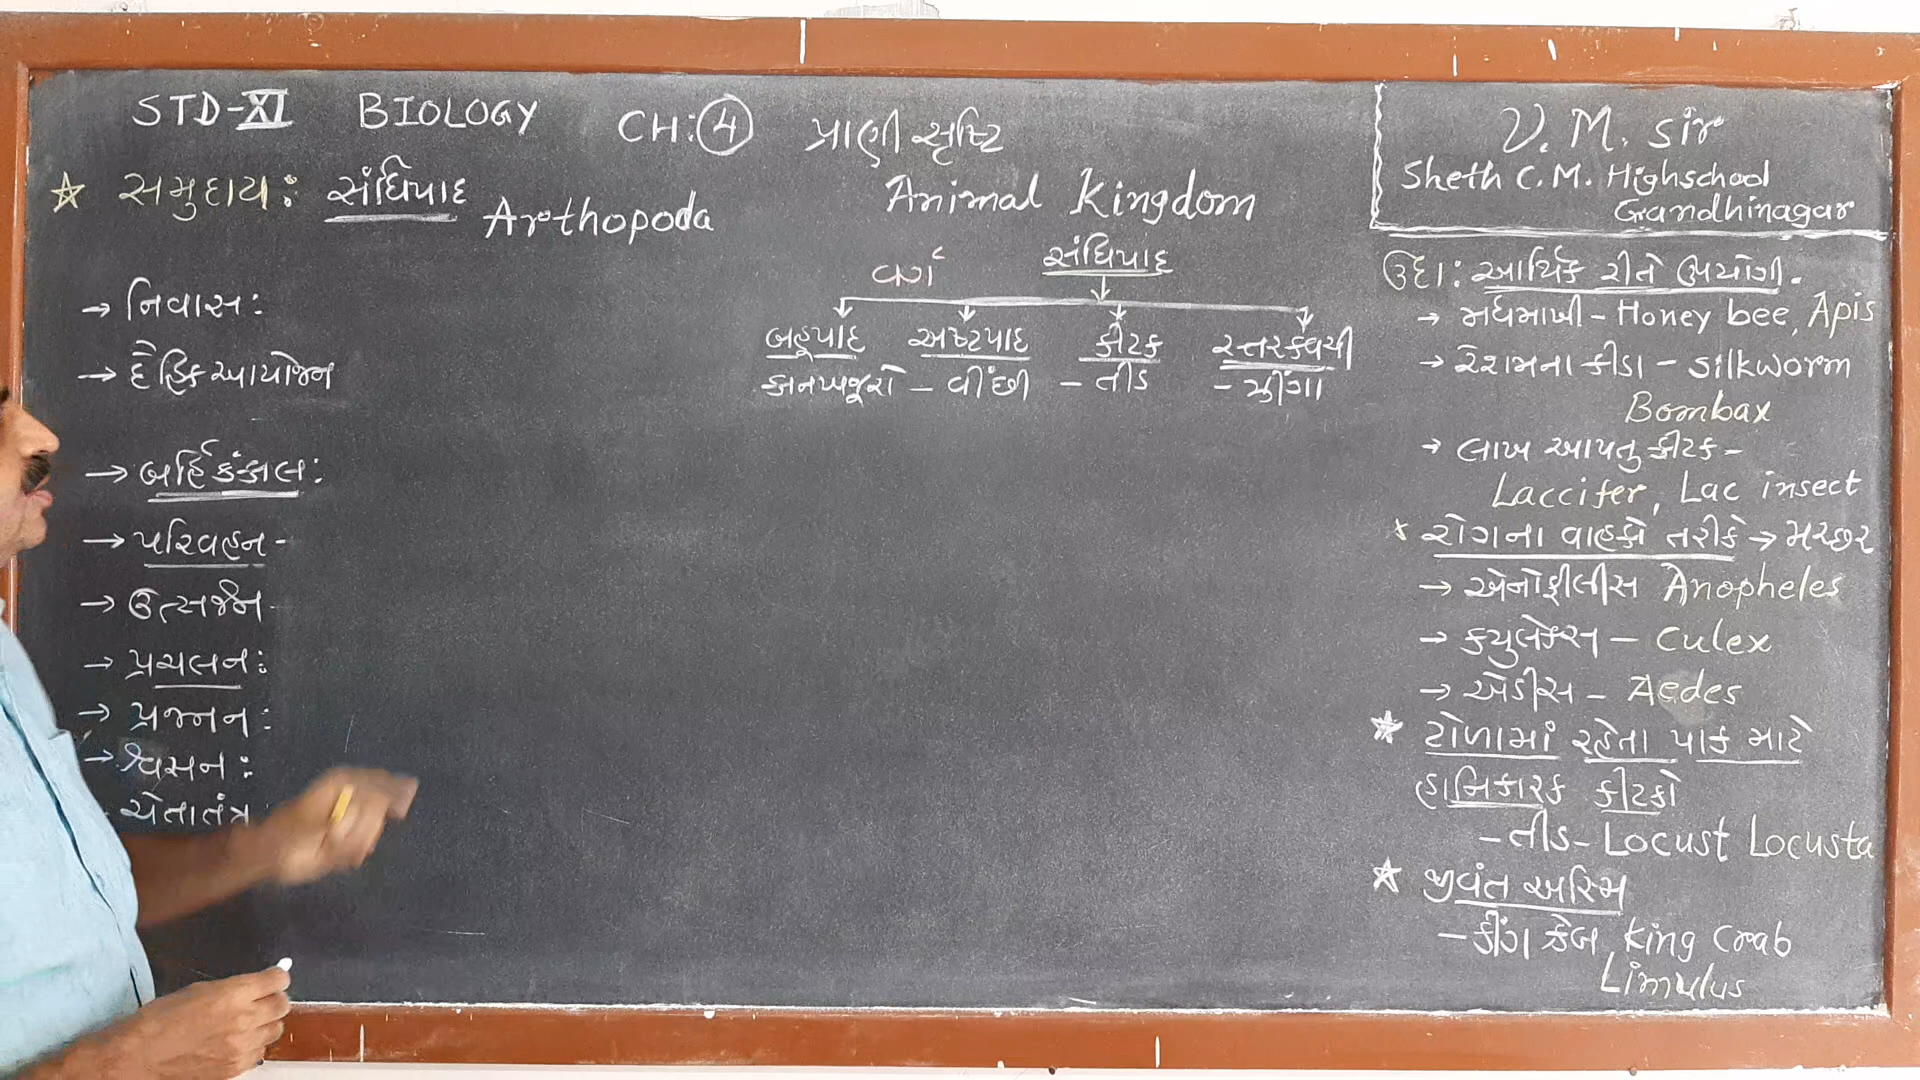 STD-XI BIOLOGY CH: 4 પ્રાણી સૃષ્ટિ
Animal Kingdom
☆ સમુદાય: સંધિપાદ Arthopoda
→ નિવાસ:
→ દૈહિક આયોજન
→ બર્હિકંકાલ:
→ પરિવહન-
→ ઉત્સર્જન-
→ પ્રચલન:
→ પ્રજનન:
→ શ્વસન:
ચેતાતંત્ર
વર્ગ સંધિપાદ
બહુપાદ અષ્ટપાદ કીટક સ્તરકવચી
કાનખજૂરો - વીંછી - તીડ - ઝીંગા
V. M. Sir
Sheth C. M. Highschool
Gandhinagar
ઉદા: આર્થિક રીતે ઉપયોગી.
→ મધમાખી - Honey bee, Apis
→ રેશમના કીડા - Silkworm
Bombax
→ લાખ આપતુ કીટક -
Laccifer, Lac insect
* રોગના વાહકો તરીકે → મચ્છર
→ એનોફીલીસ Anopheles
→ ક્યુલેક્સ - Culex
→ એડીસ - Aedes
☆ ટોળામાં રહેતા પાક માટે
હાનિકારક કીટકો
- તીડ - Locust Locusta
☆ જીવંત અશ્મિ
- કીંગ ક્રેબ King Crab
Limulus